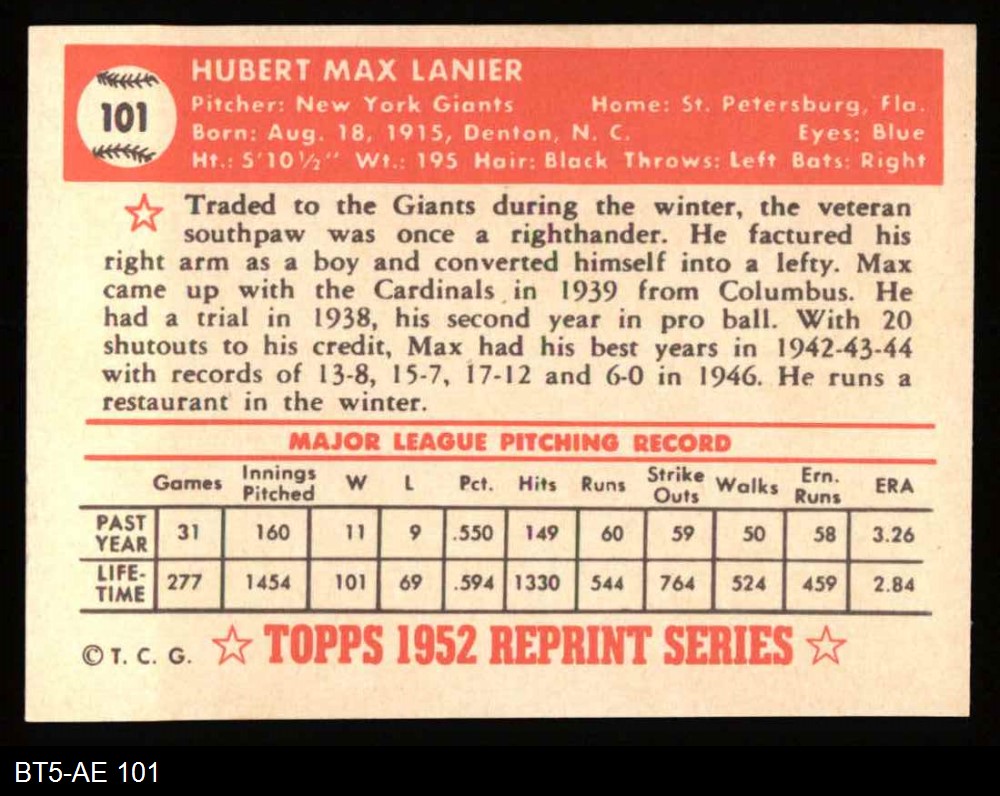 101
HUBERT MAX LANIER
Pitcher: New York Giants Home: St. Petersburg, Fla.
Born: Aug. 18, 1915, Denton, N. C. Eyes: Blue
Ht.: 5'10½" Wt.: 195 Hair: Black Throws: Left Bats: Right
Traded to the Giants during the winter, the veteran
southpaw was once a righthander. He factured his
right arm as a boy and converted himself into a lefty. Max
came up with the Cardinals in 1939 from Columbus. He
had a trial in 1938, his second year in pro ball. With 20
shutouts to his credit, Max had his best years in 1942-43-44
with records of 13-8, 15-7, 17-12 and 6-0 in 1946. He runs a
restaurant in the winter.
MAJOR LEAGUE PITCHING RECORD
Games Innings Pitched W L Pct. Hits Runs Strike Outs Walks Ern. Runs ERA
PAST YEAR 31 160 11 9 .550 149 60 59 50 58 3.26
LIFE-TIME 277 1454 101 69 .594 1330 544 764 524 459 2.84
© T. C. G. ☆ TOPPS 1952 REPRINT SERIES ☆
BT5-AE 101